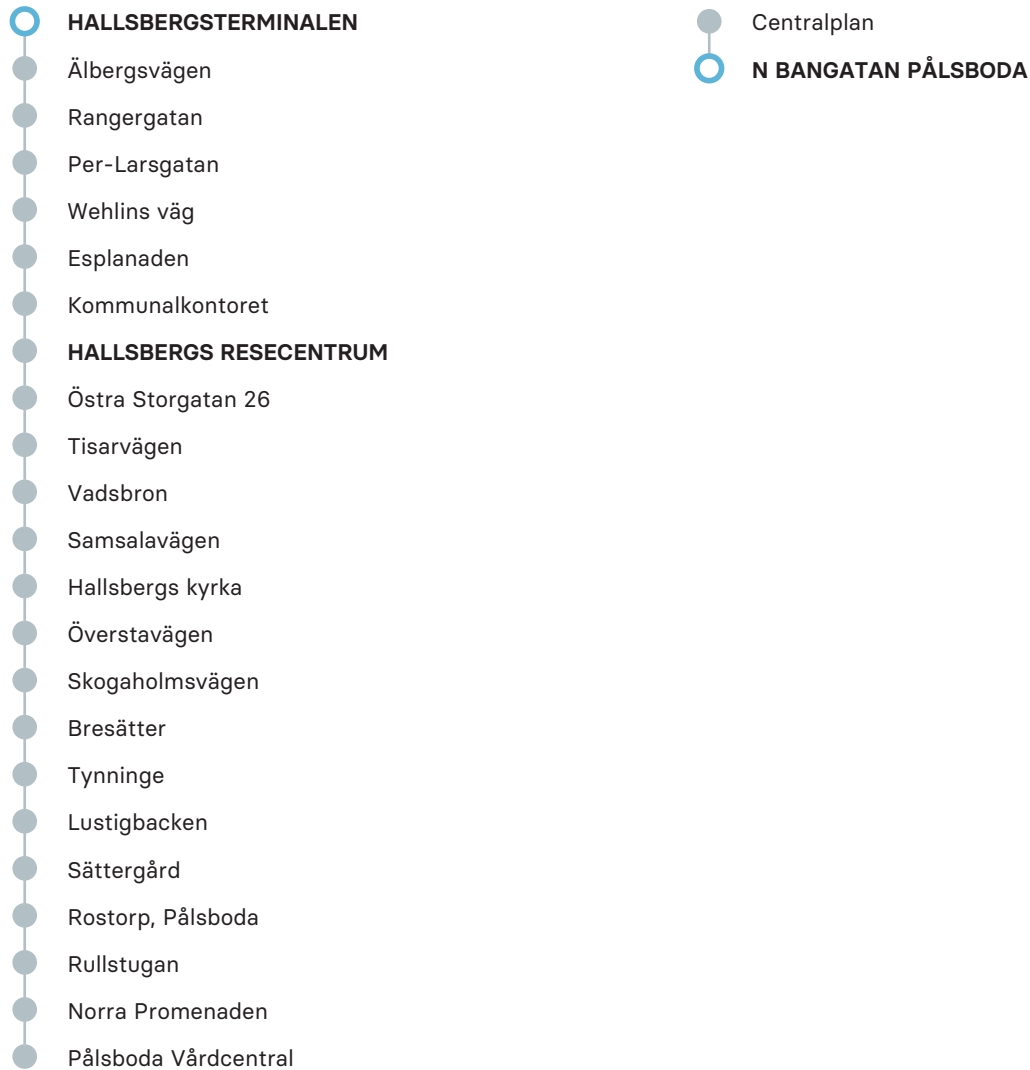 HALLSBERGSTERMINALEN
Älbergsvägen
Rangergatan
Per-Larsgatan
Wehlins väg
Esplanaden
Kommunalkontoret
HALLSBERGS RESECENTRUM
Östra Storgatan 26
Tisarvägen
Vadsbron
Samsalavägen
Hallsbergs kyrka
Överstavägen
Skogaholmsvägen
Bresätter
Tynninge
Lustigbacken
Sättergård
Rostorp, Pålsboda
Rullstugan
Norra Promenaden
Pålsboda Vårdcentral
Centralplan
N BANGATAN PÅLSBODA